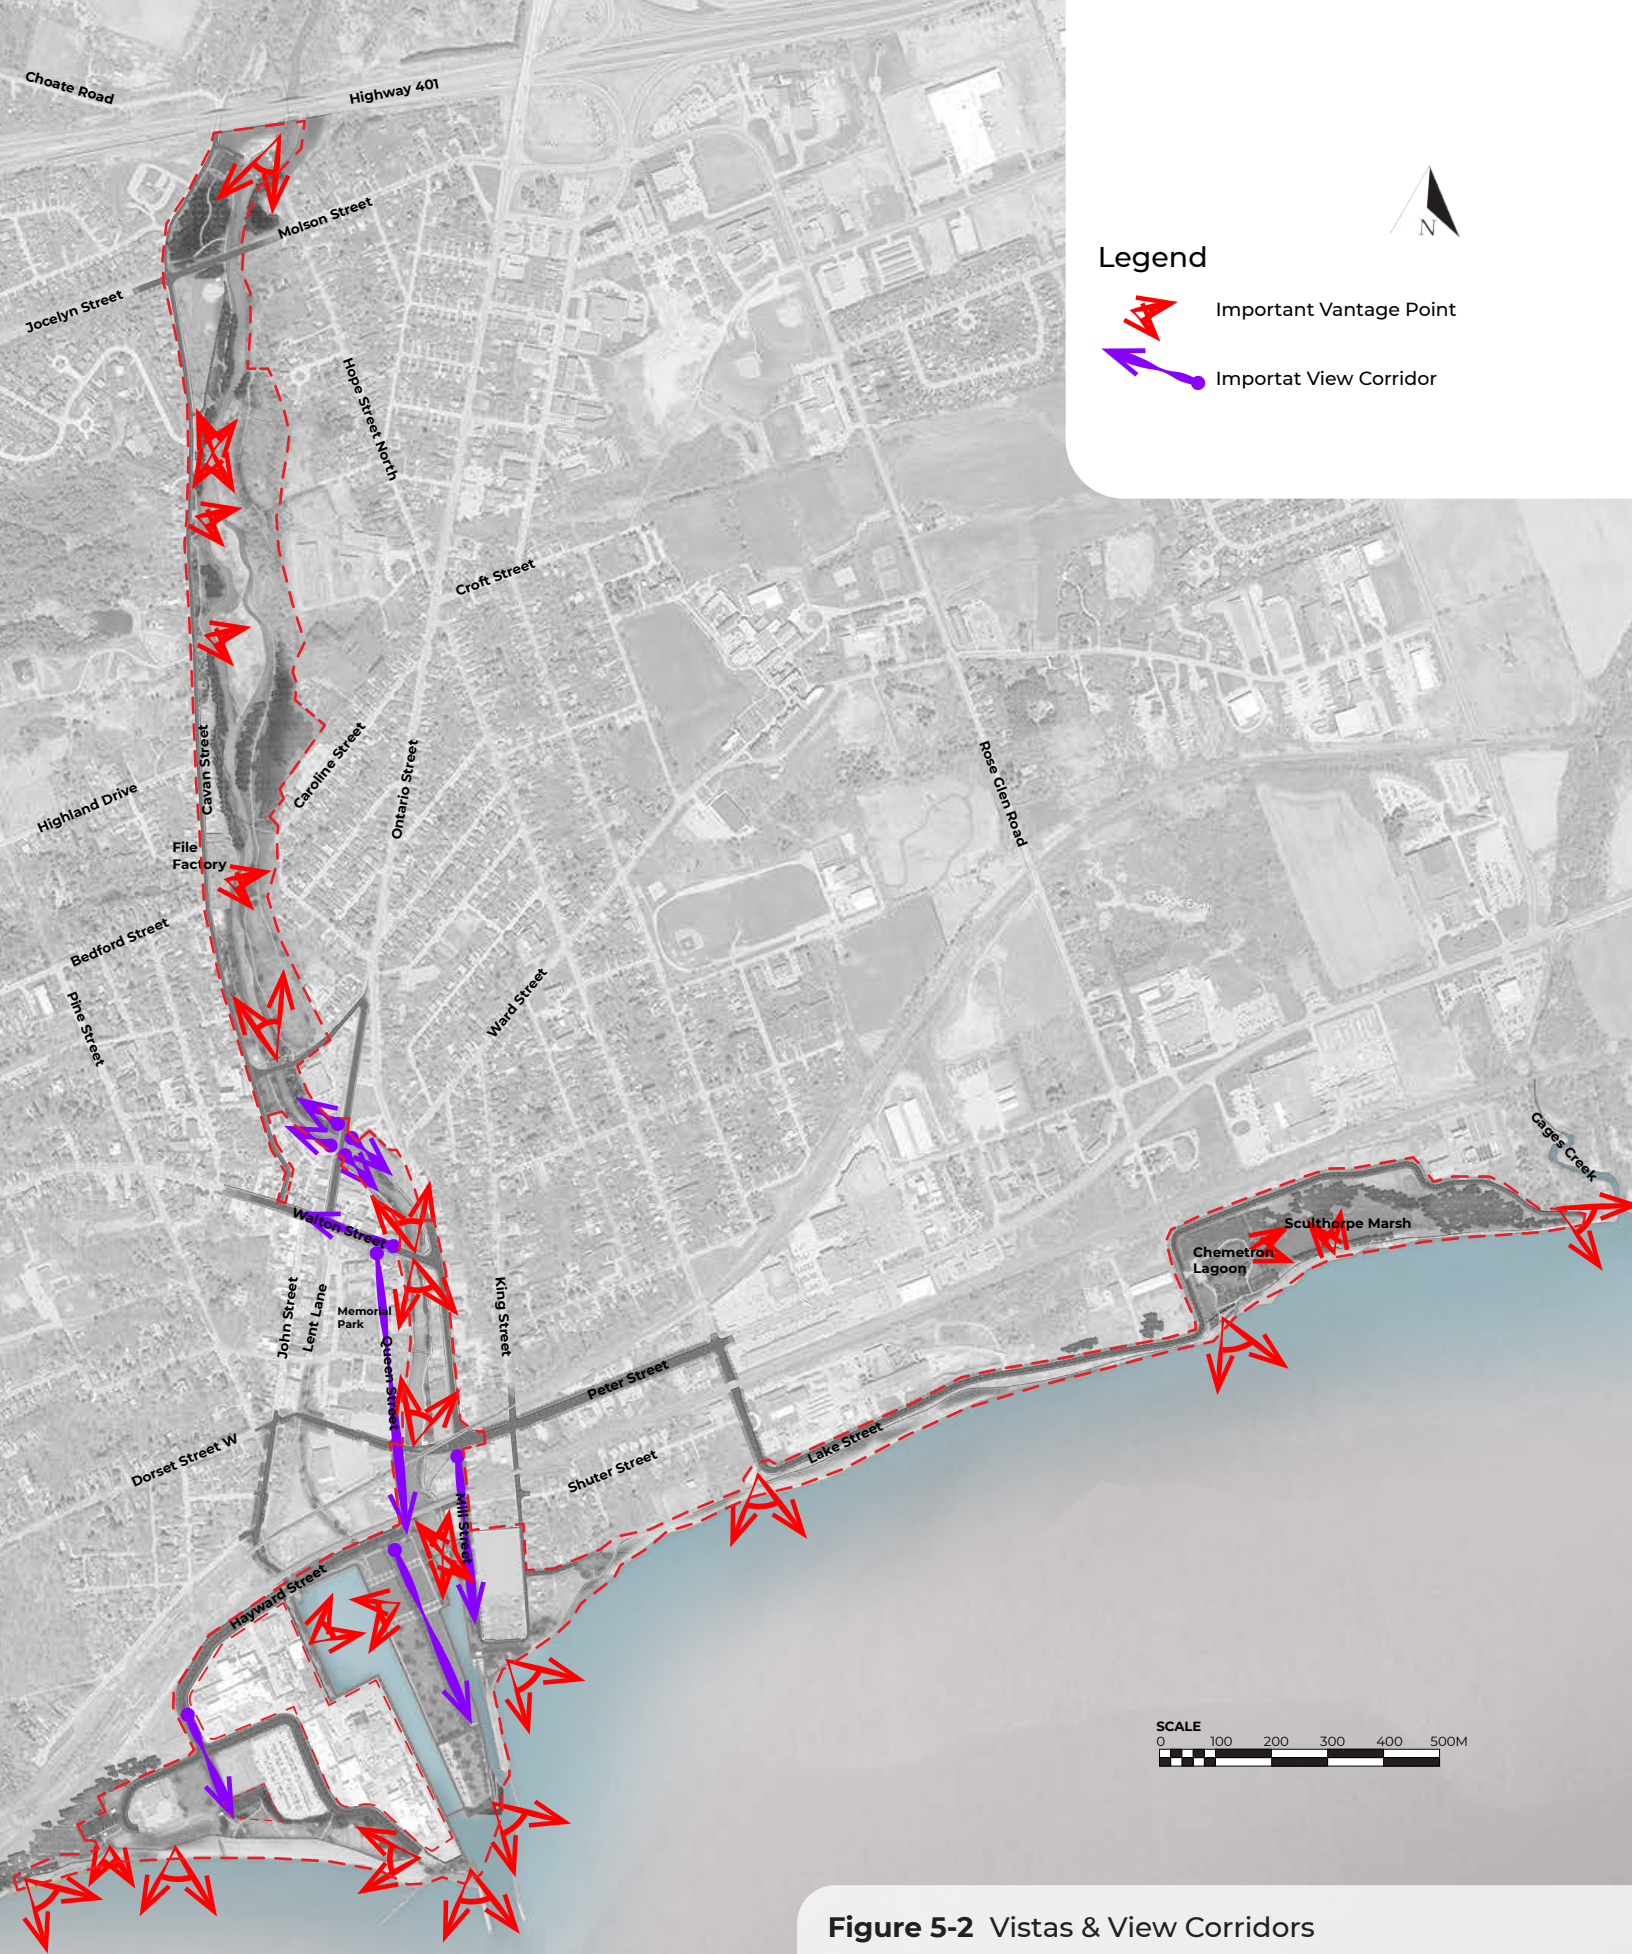 Choate Road
Highway 401
Molson Street
Jocelyn Street
Hope Street North
Croft Street
Cavan Street
Caroline Street
Ontario Street
Highland Drive
File
Factory
Rose Glen Road
Google Earth
Bedford Street
Pine Street
Ward Street
Gages Creek
Walton Street
Sculthorpe Marsh
Chemetron
Lagoon
John Street
Lent Lane
Memorial
Park
Queen Street
King Street
Peter Street
Lake Street
Dorset Street W
Shuter Street
Mill Street
Hayward Street
N
Legend
Important Vantage Point
Importat View Corridor
SCALE
0 100 200 300 400 500M
Figure 5-2 Vistas & View Corridors